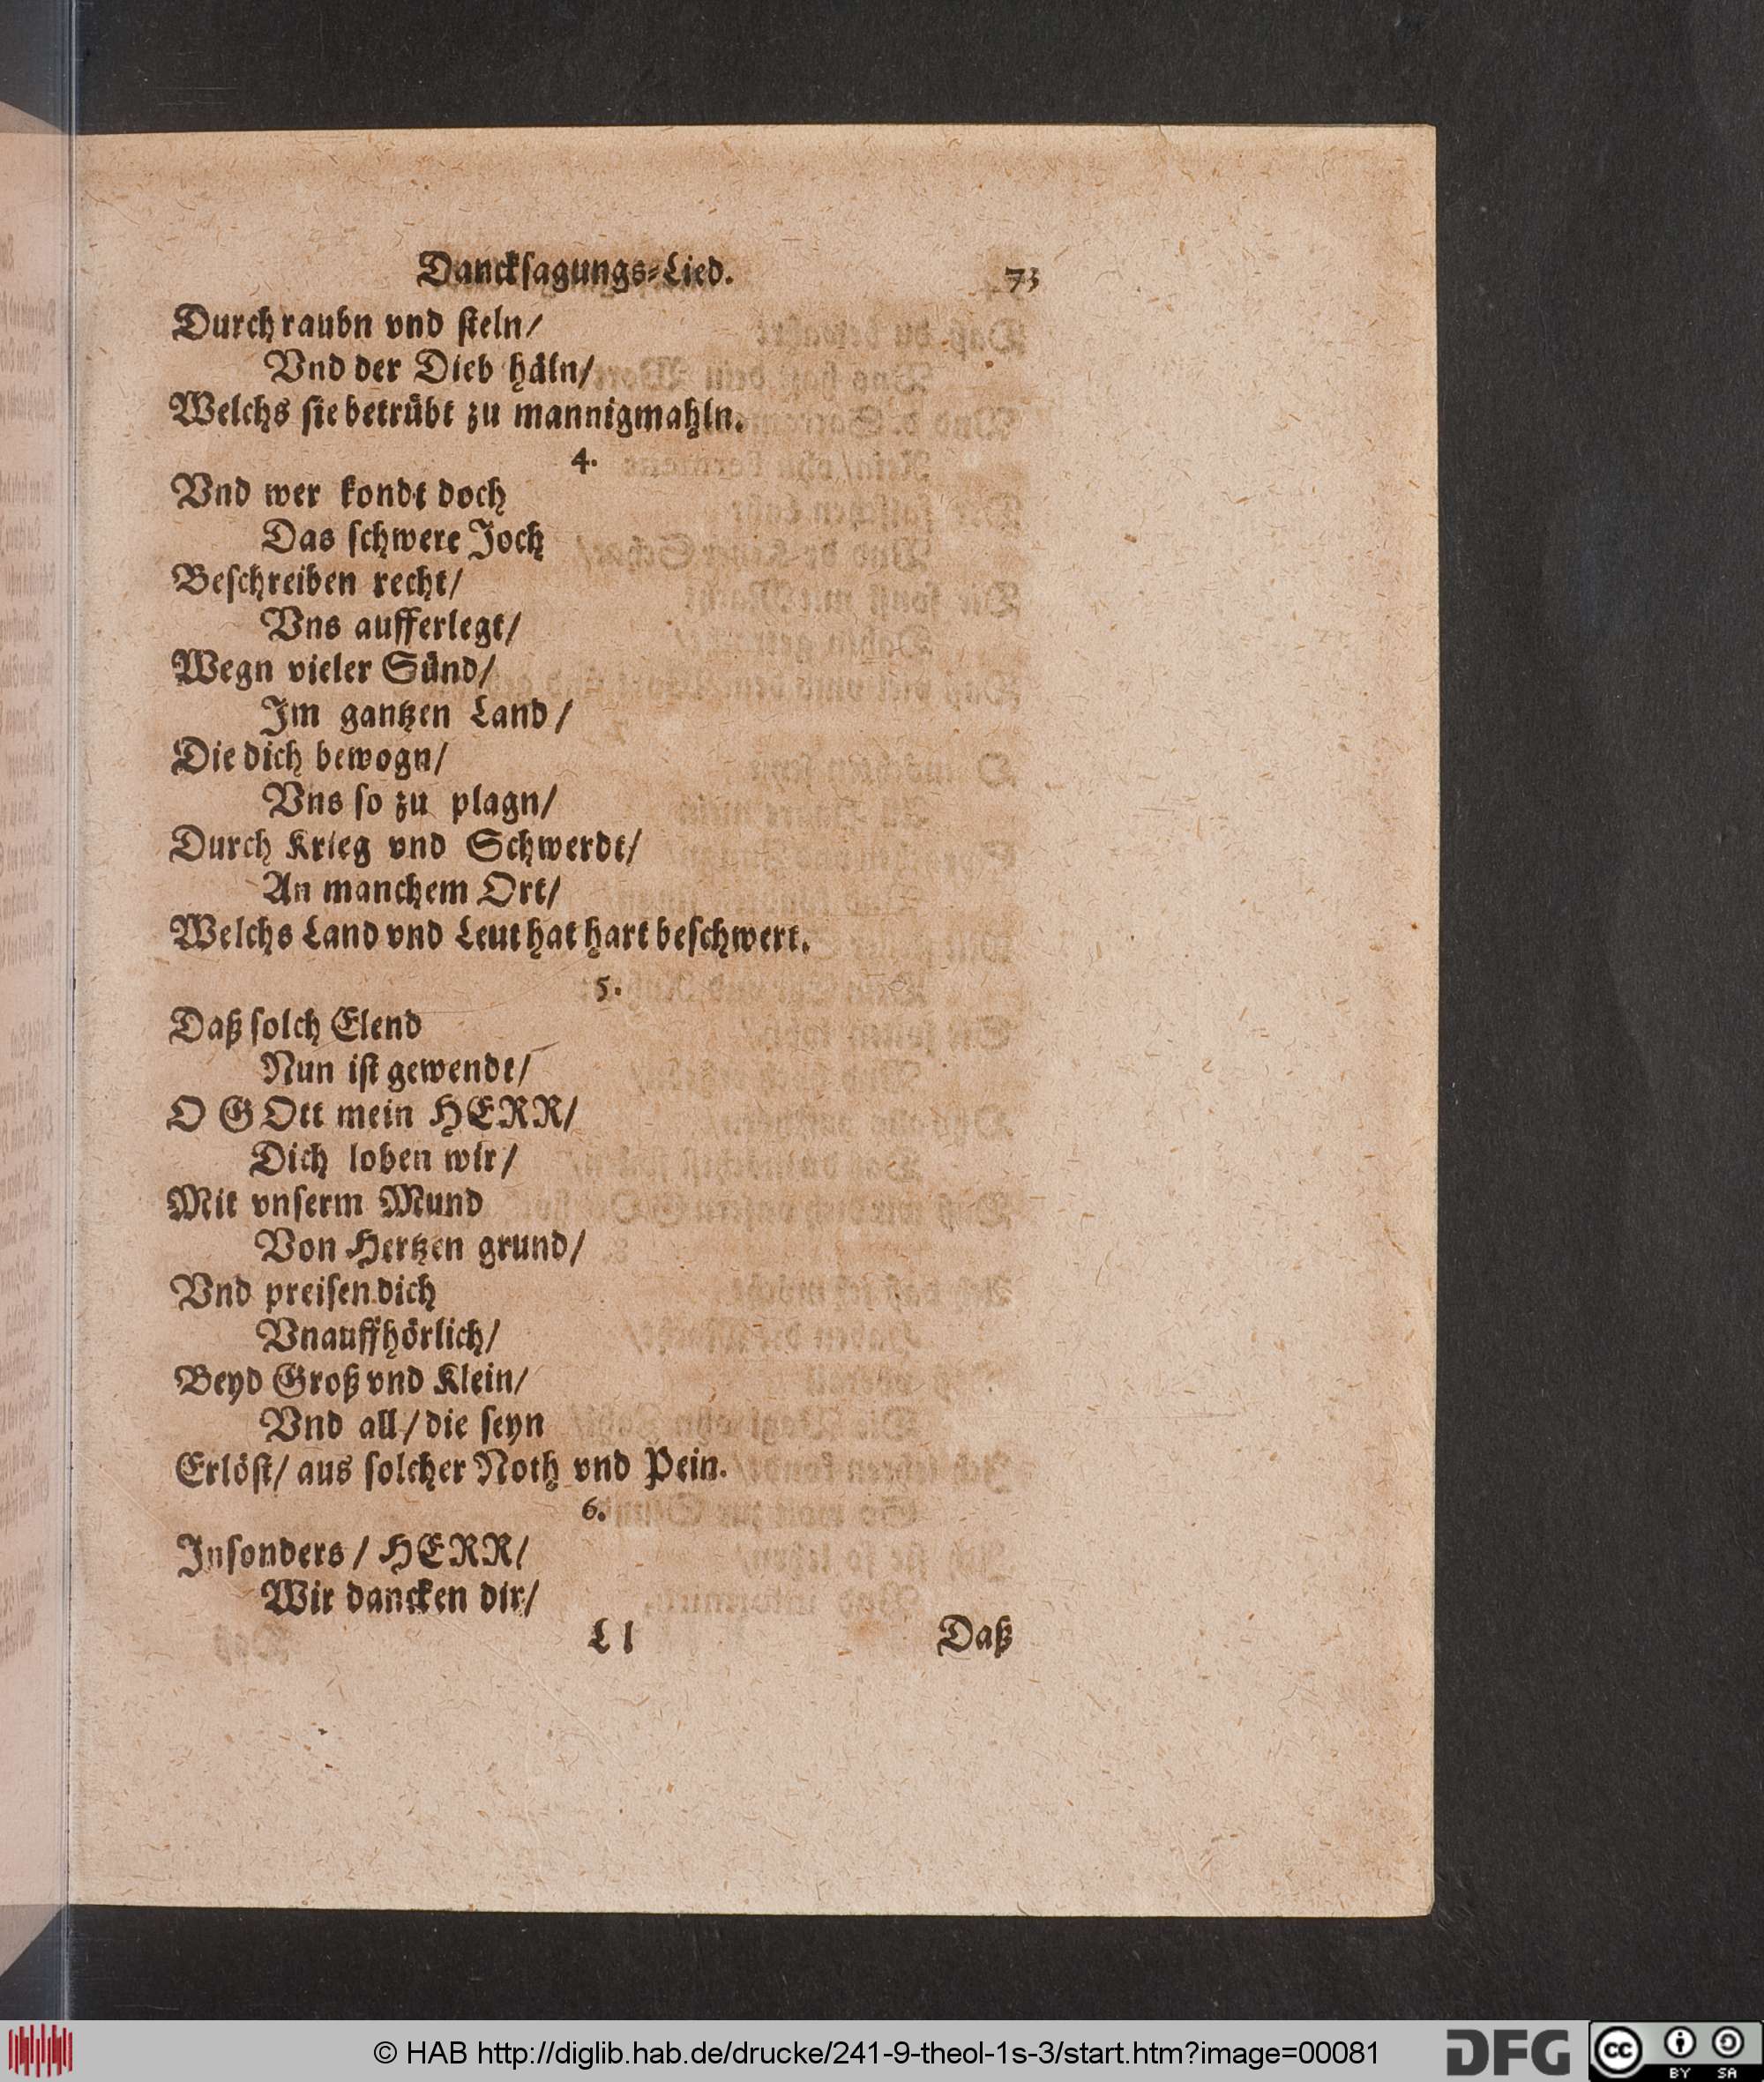 Danckſagungs-Lied. 73
Durch raubn vnd ſteln/
Vnd der Dieb häln/
Welchs ſie betrübt zu mannigmahln.
4.
Vnd wer kondt doch
Das ſchwere Joch
Beſchreiben recht/
Vns aufferlegt/
Wegn vieler Sünd/
Im gantzen Land/
Die dich bewogn/
Vns ſo zu plagn/
Durch Krieg vnd Schwerdt/
An manchem Ort/
Welchs Land vnd Leut hat hart beſchwert.
5.
Daß ſolch Elend
Nun iſt gewendt/
O GOtt mein HERR/
Dich loben wir/
Mit vnſerm Mund
Von Hertzen grund/
Vnd preiſen dich
Vnauffhörlich/
Beyd Groß vnd Klein/
Vnd all/ die ſeyn
Erlöſt/ aus ſolcher Noth vnd Pein.
6.
Inſonders/ HERR/
Wir dancken dir/
L l Daß
© HAB http://diglib.hab.de/drucke/241-9-theol-1s-3/start.htm?image=00081
DFG
cc BY SA